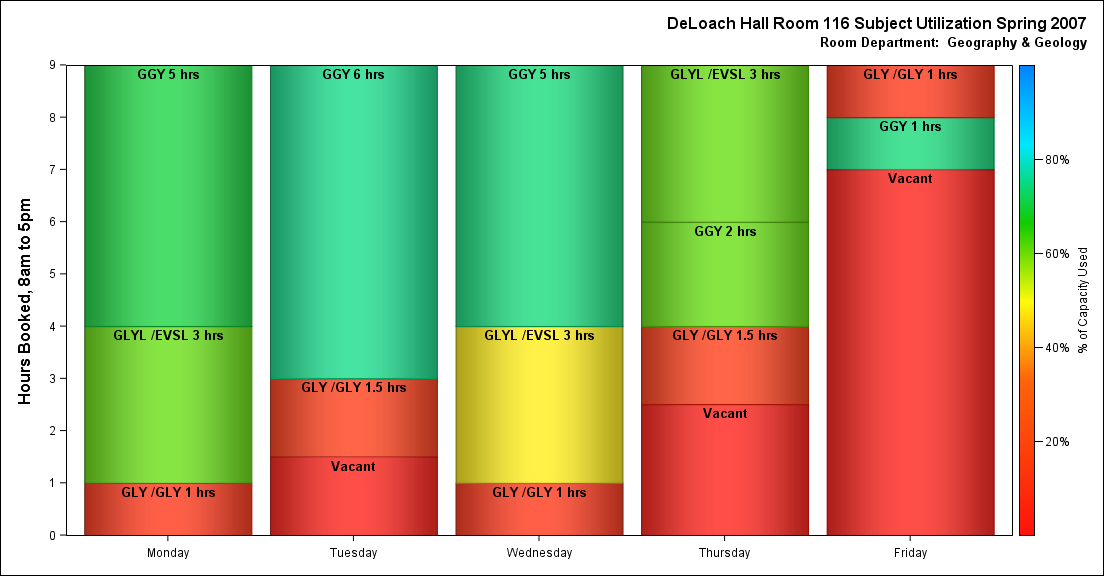 DeLoach Hall Room 116 Subject Utilization Spring 2007
Room Department:  Geography & Geology
Hours Booked, 8am to 5pm
9
8
7
6
5
4
3
2
1
0
GGY 5 hrs
GLYL /EVSL 3 hrs
GLY /GLY 1 hrs
GGY 6 hrs
GLY /GLY 1.5 hrs
Vacant
GGY 5 hrs
GLYL /EVSL 3 hrs
GLY /GLY 1 hrs
GLYL /EVSL 3 hrs
GGY 2 hrs
GLY /GLY 1.5 hrs
Vacant
GLY /GLY 1 hrs
GGY 1 hrs
Vacant
Monday
Tuesday
Wednesday
Thursday
Friday
80%
60%
40%
20%
% of Capacity Used